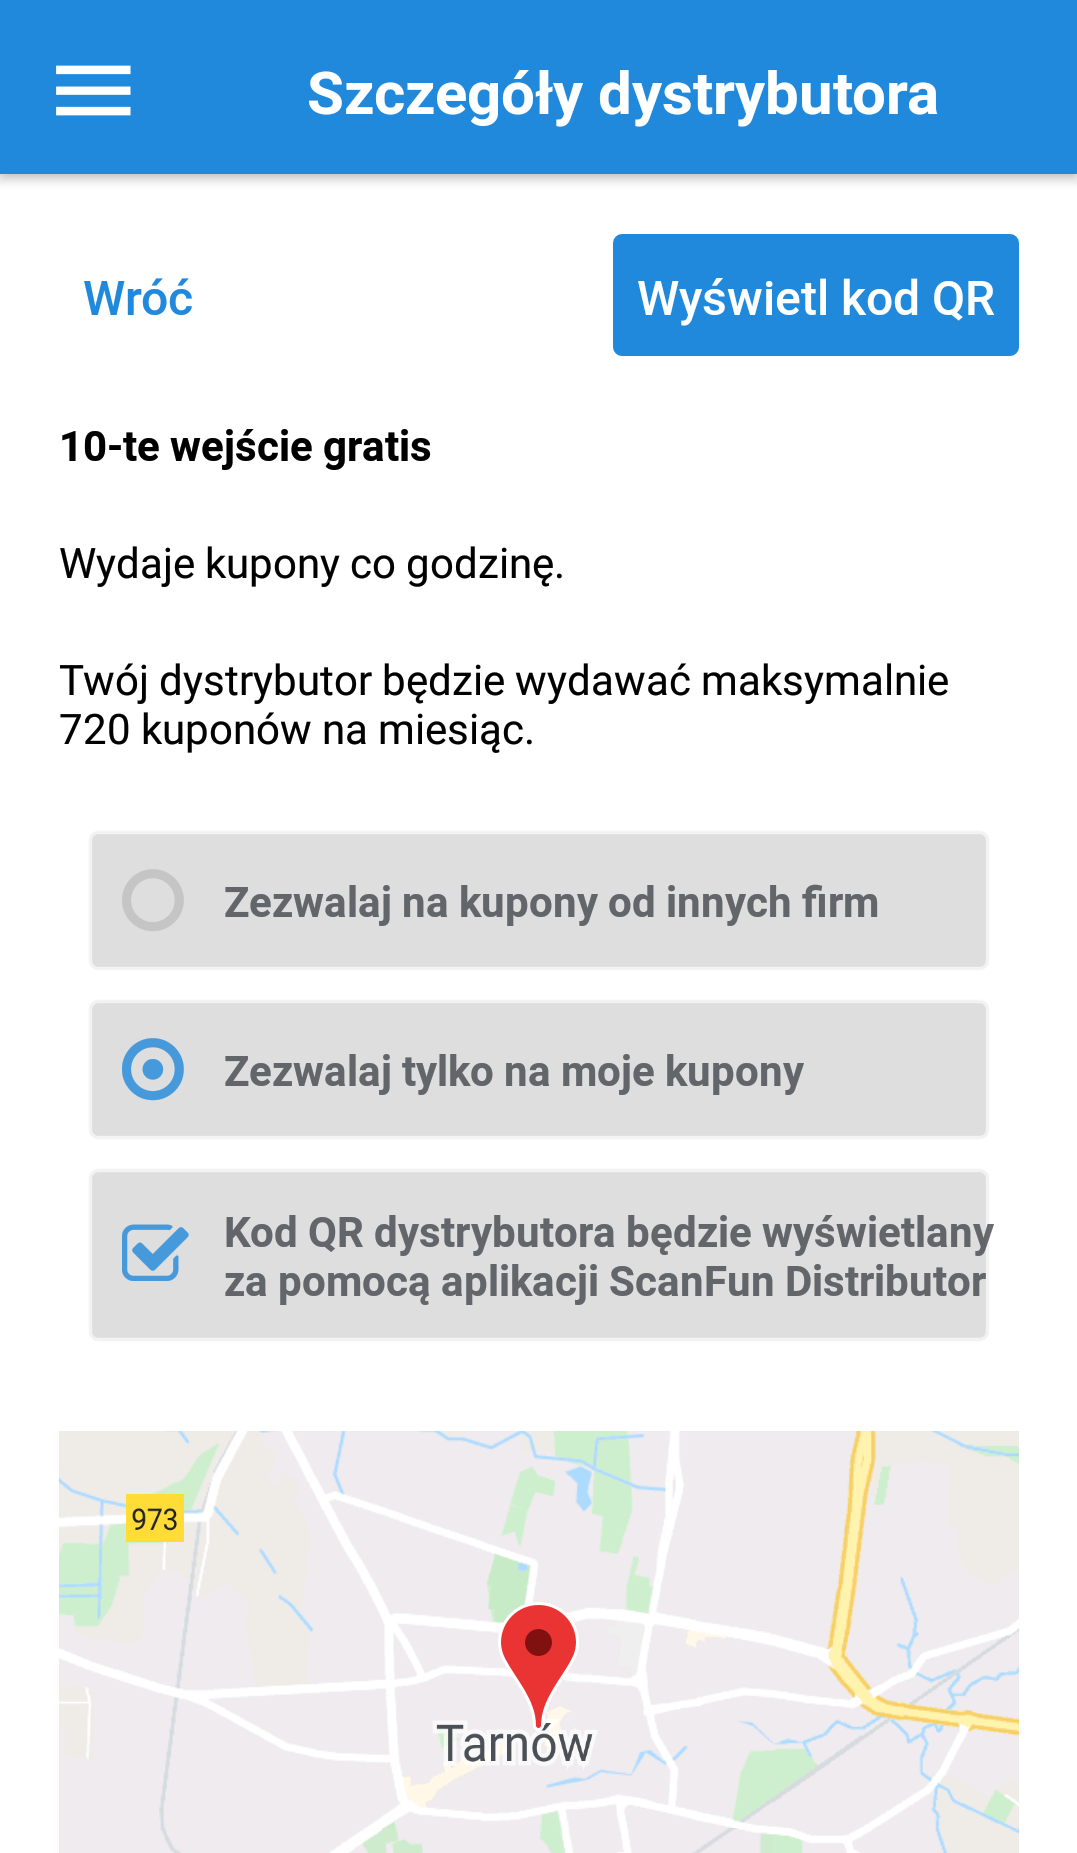 Szczegóły dystrybutora
Wróć
Wyświetl kod QR
10-te wejście gratis
Wydaje kupony co godzinę.
Twój dystrybutor będzie wydawać maksymalnie
720 kuponów na miesiąc.
Zezwalaj na kupony od innych firm
Zezwalaj tylko na moje kupony
Kod QR dystrybutora będzie wyświetlany
za pomocą aplikacji ScanFun Distributor
973
Tarnów